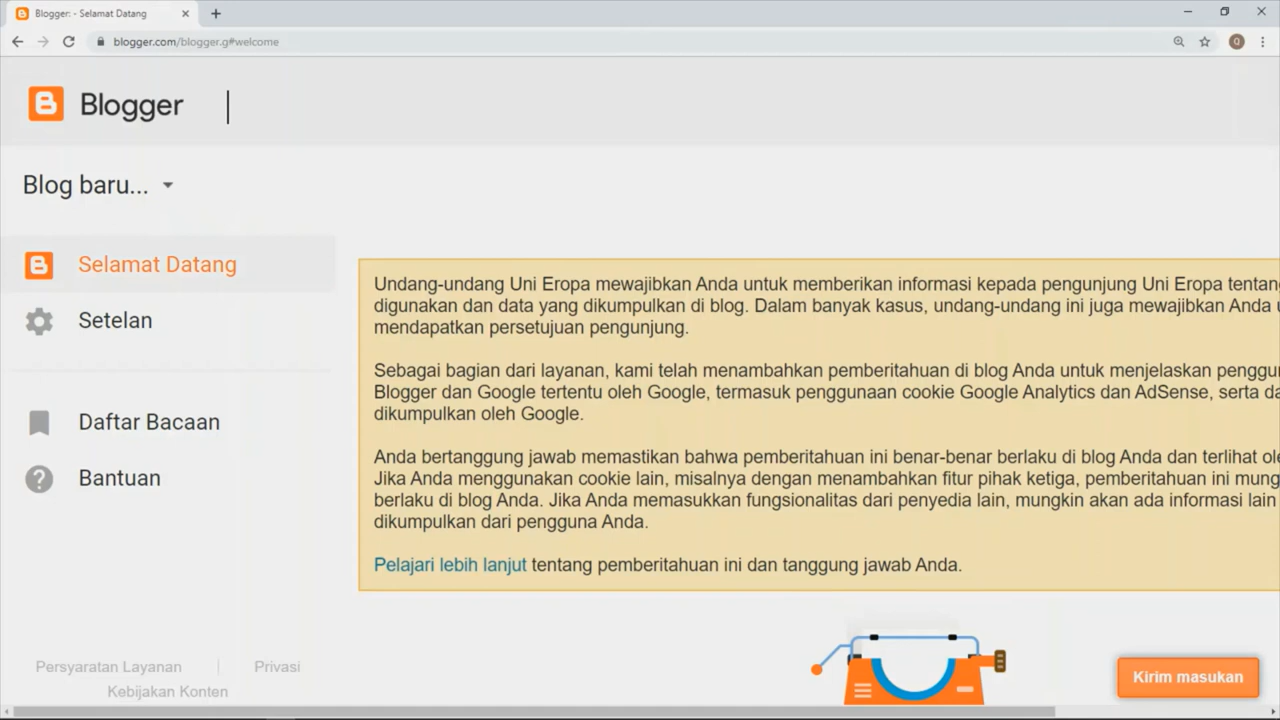 Blogger: - Selamat Datang
blogger.com/blogger.g#welcome
Q
Blogger
Blog baru...
Selamat Datang
Setelan
Daftar Bacaan
Bantuan
Undang-undang Uni Eropa mewajibkan Anda untuk memberikan informasi kepada pengunjung Uni Eropa tentang
digunakan dan data yang dikumpulkan di blog. Dalam banyak kasus, undang-undang ini juga mewajibkan Anda
mendapatkan persetujuan pengunjung.
Sebagai bagian dari layanan, kami telah menambahkan pemberitahuan di blog Anda untuk menjelaskan
Blogger dan Google tertentu oleh Google, termasuk penggunaan cookie Google Analytics dan AdSense, serta
dikumpulkan oleh Google.
Anda bertanggung jawab memastikan bahwa pemberitahuan ini benar-benar berlaku di blog Anda dan terlihat
Jika Anda menggunakan cookie lain, misalnya dengan menambahkan fitur pihak ketiga, pemberitahuan ini
berlaku di blog Anda. Jika Anda memasukkan fungsionalitas dari penyedia lain, mungkin akan ada informasi lain
dikumpulkan dari pengguna Anda.
Pelajari lebih lanjut tentang pemberitahuan ini dan tanggung jawab Anda.
Persyaratan Layanan | Privasi
Kebijakan Konten
Kirim masukan